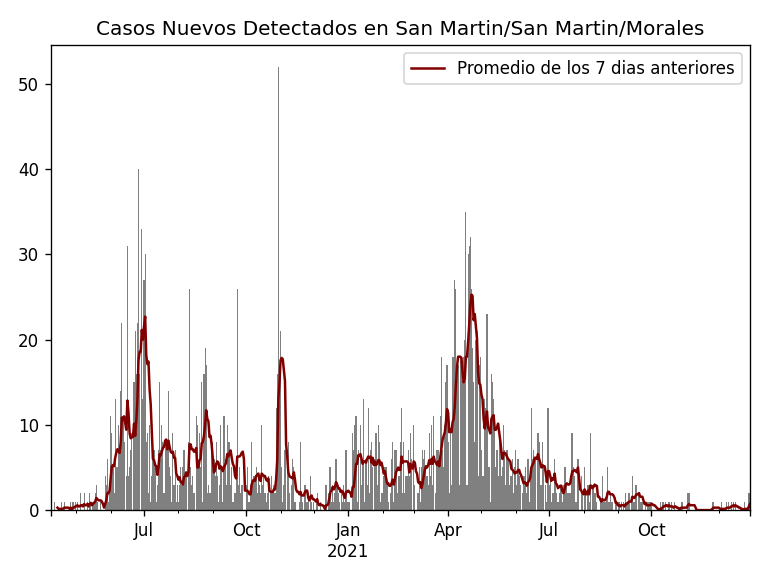 Casos Nuevos Detectados en San Martin/San Martin/Morales
Promedio de los 7 dias anteriores
50
40
30
20
10
0
Jul
Oct
Jan
2021
Apr
Jul
Oct